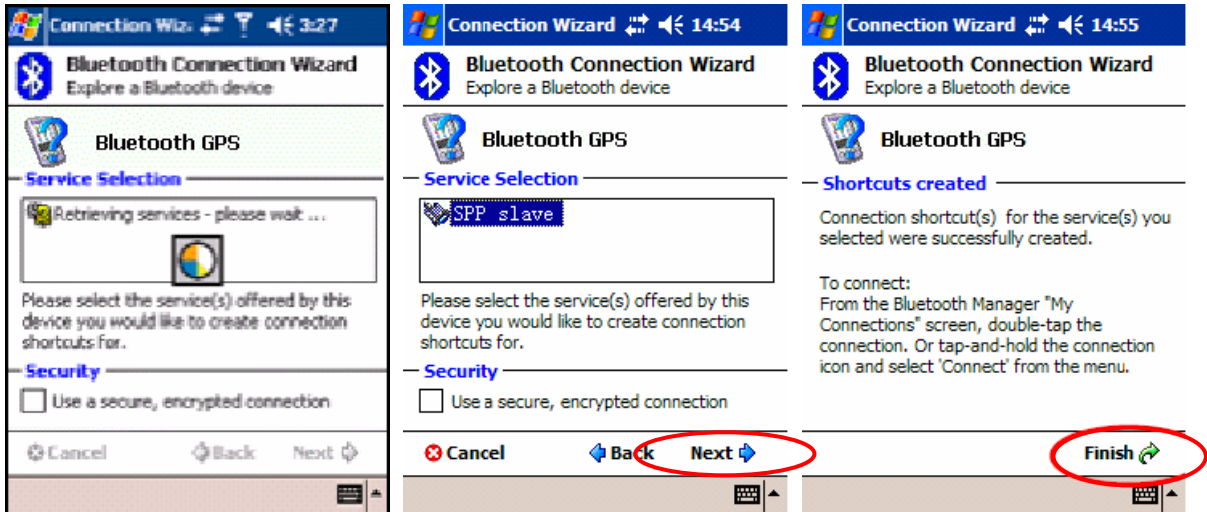 Connection Wiz. 3:27
Bluetooth Connection Wizard
Explore a Bluetooth device
Bluetooth GPS
Service Selection
Retrieving services - please wait ...
Please select the service(s) offered by this
device you would like to create connection
shortcuts for.
Security
Use a secure, encrypted connection
Cancel Back Next
Connection Wizard 14:54
Bluetooth Connection Wizard
Explore a Bluetooth device
Bluetooth GPS
Service Selection
SPP slave
Please select the service(s) offered by this
device you would like to create connection
shortcuts for.
Security
Use a secure, encrypted connection
Cancel Back Next
Connection Wizard 14:55
Bluetooth Connection Wizard
Explore a Bluetooth device
Bluetooth GPS
Shortcuts created
Connection shortcut(s) for the service(s) you
selected were successfully created.
To connect:
From the Bluetooth Manager "My
Connections" screen, double-tap the
connection. Or tap-and-hold the connection
icon and select 'Connect' from the menu.
Finish